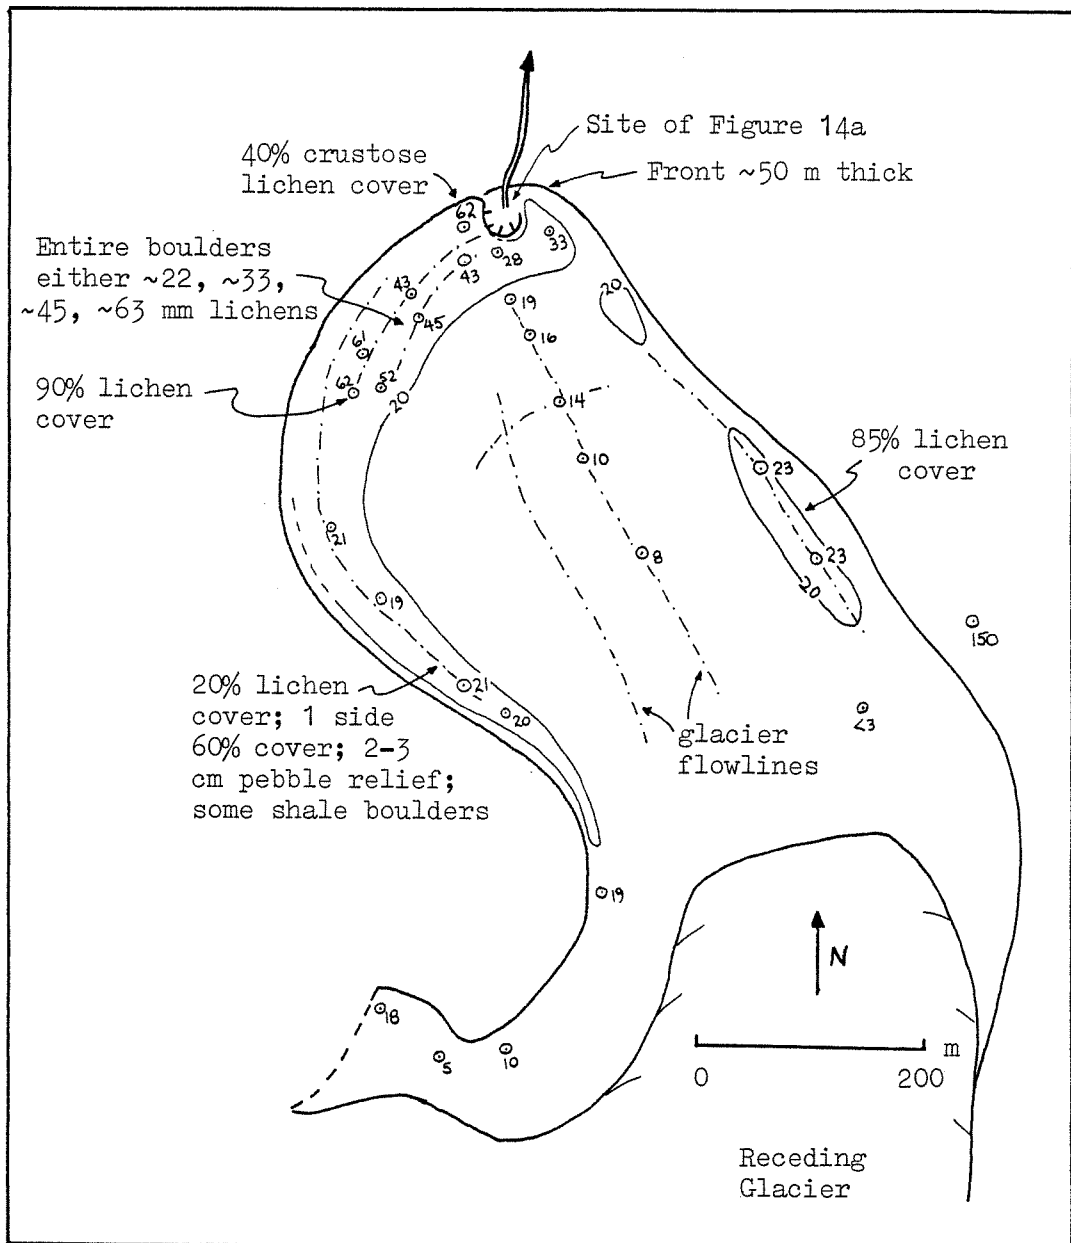 Site of Figure 14a
40% crustose
lichen cover
Front ~50 m thick
62
33
Entire boulders
either ~22, ~33,
~45, ~63 mm lichens
43
28
43
20
19
45
16
61
62
52
20
14
90% lichen
cover
85% lichen
cover
10
23
21
8
23
20
19
150
20% lichen
cover; 1 side
60% cover; 2-3
cm pebble relief;
some shale boulders
21
20
<3
glacier
flowlines
19
N
18
5
10
m
0
200
Receding
Glacier